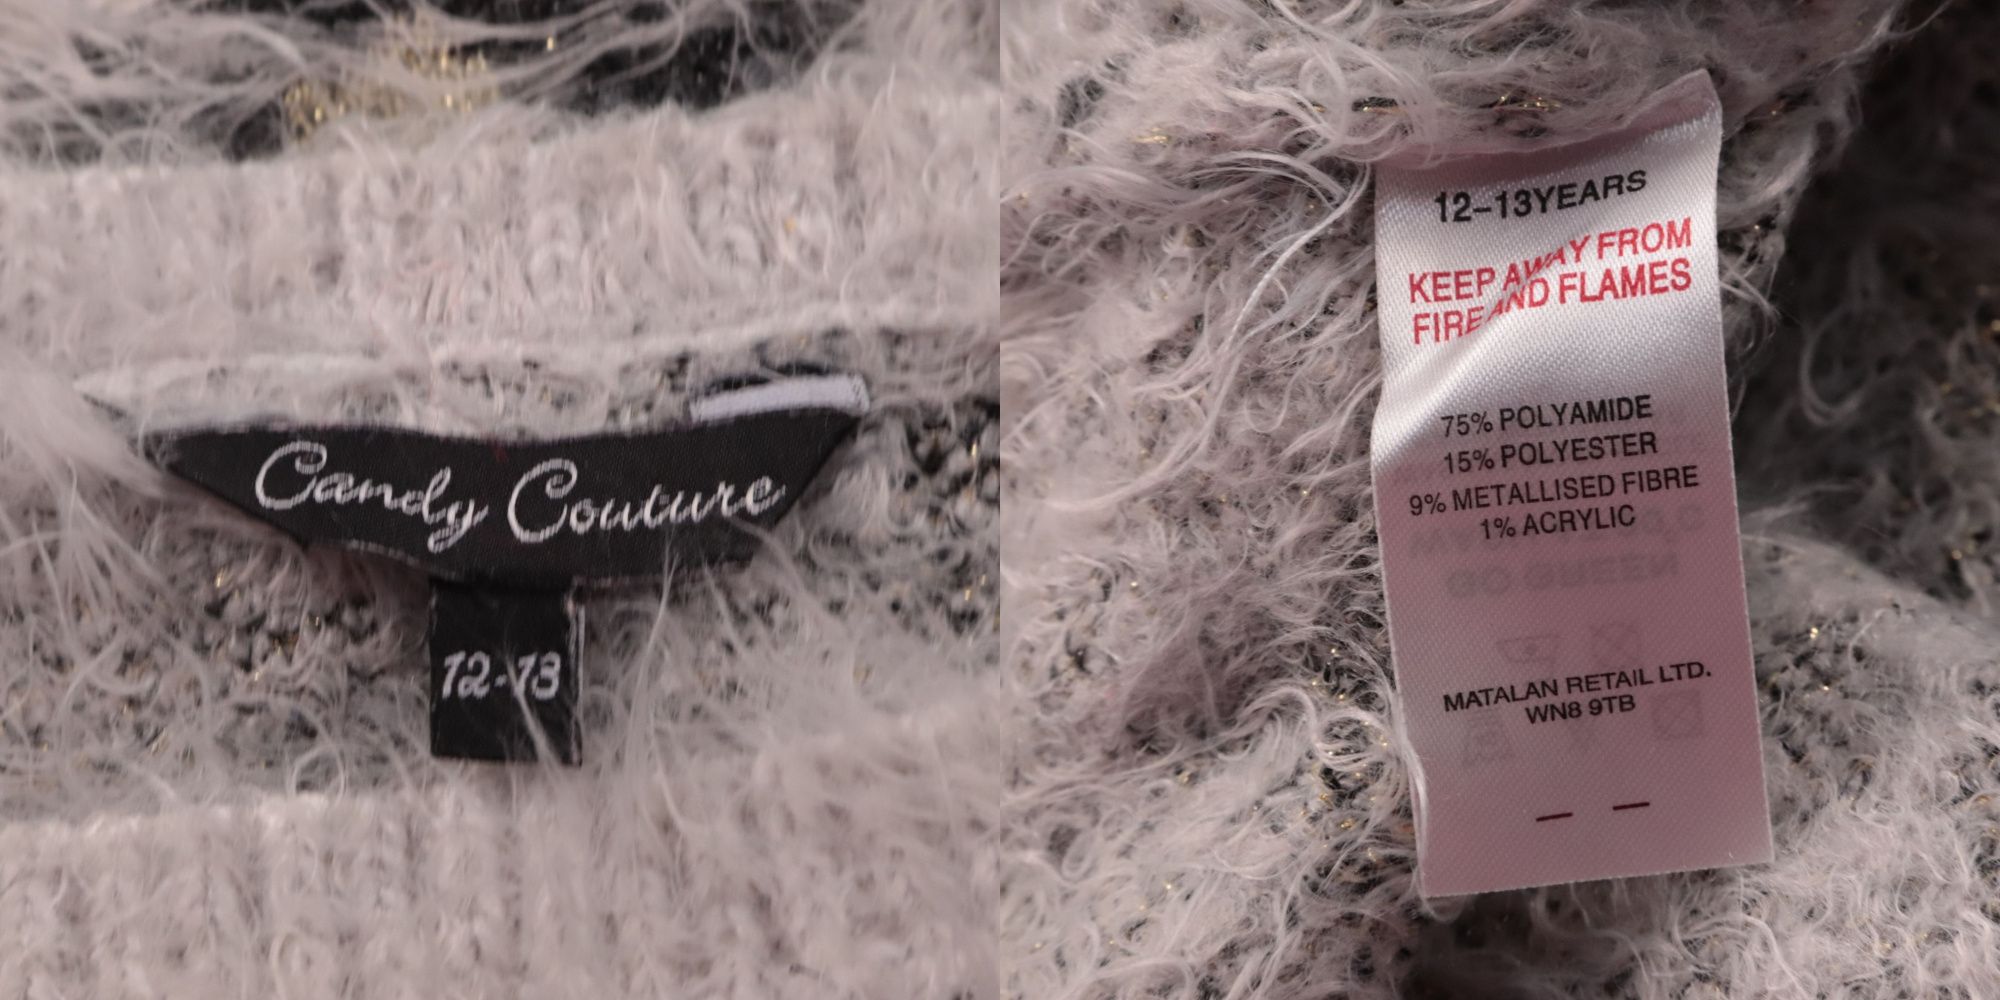 Candy Couture
12-13
12-13YEARS
KEEP AWAY FROM
FIRE AND FLAMES
75% POLYAMIDE
15% POLYESTER
9% METALLISED FIBRE
1% ACRYLIC
MATALAN RETAIL LTD.
WN8 9TB